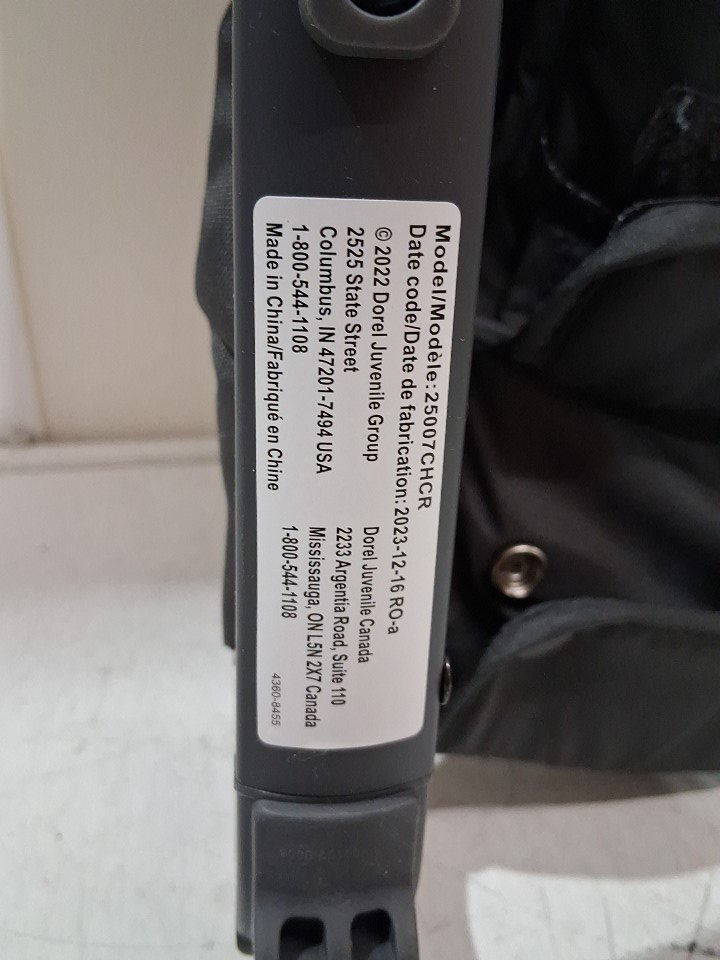 Model/Modèle: 25007CHCR
Date code/Date de fabrication: 2023-12-16 RO-a
© 2022 Dorel Juvenile Group
2525 State Street
Columbus, IN 47201-7494 USA
1-800-544-1108
Made in China/Fabriqué en Chine
Dorel Juvenile Canada
2233 Argentia Road, Suite 110
Mississauga, ON L5N 2X7 Canada
1-800-544-1108
4360-8455